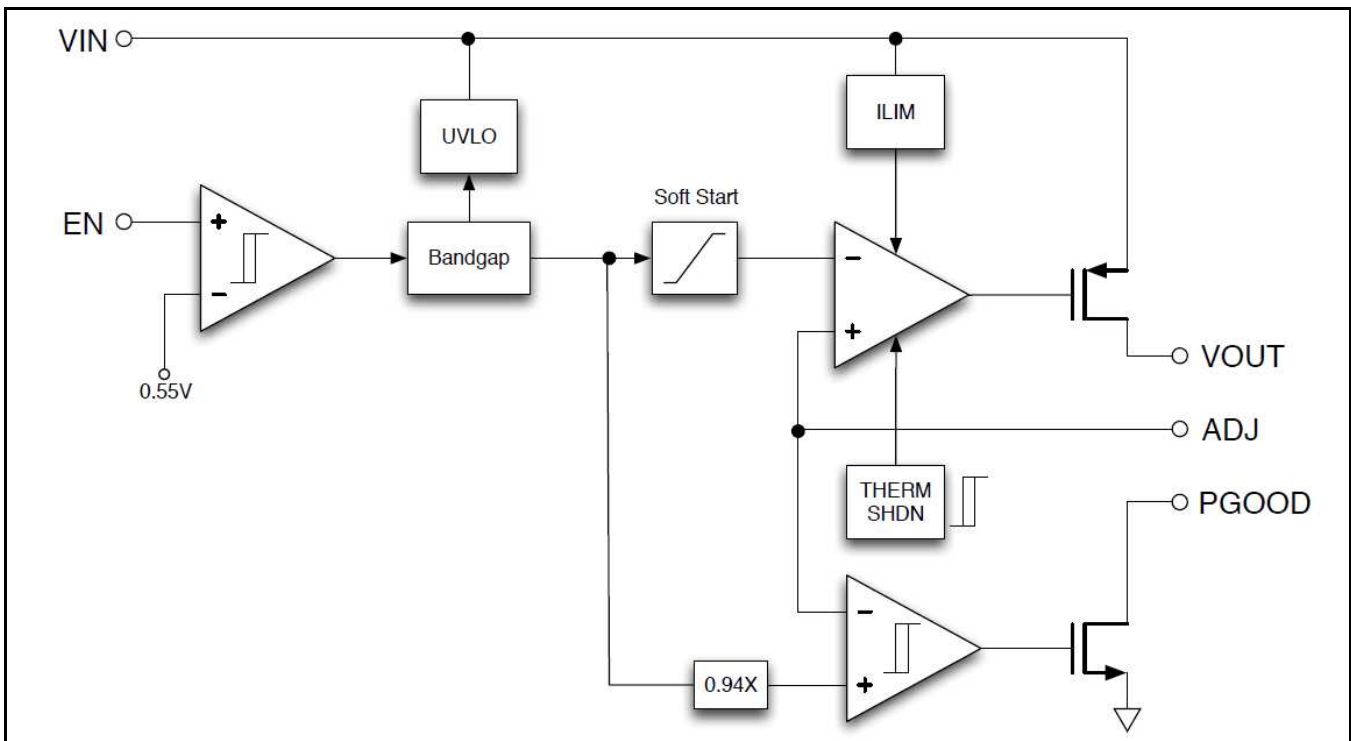 VIN
UVLO
ILIM
Soft Start
EN
+
−
Bandgap
−
+
0.55V
VOUT
ADJ
THERM
SHDN
PGOOD
−
+
0.94X